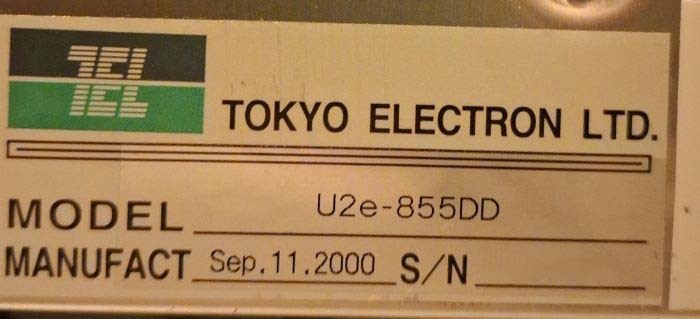 TEL
TOKYO ELECTRON LTD.
MODEL U2e-855DD
MANUFACT Sep.11.2000 S/N